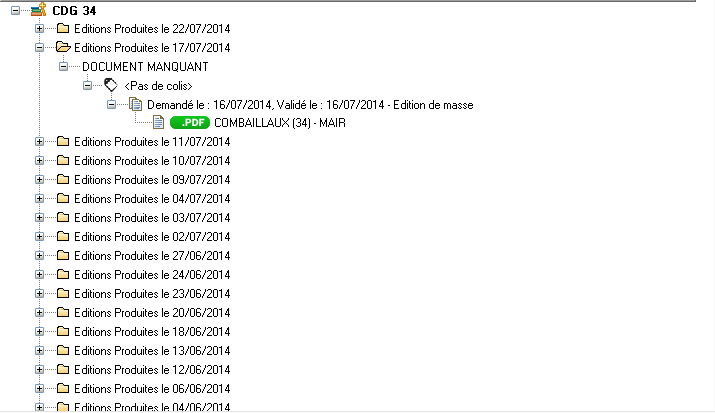 CDG 34
Editions Produites le 22/07/2014
Editions Produites le 17/07/2014
DOCUMENT MANQUANT
<Pas de colis>
Demandé le : 16/07/2014, Validé le : 16/07/2014 - Edition de masse
.PDF COMBAILLAUX (34) - MAIR
Editions Produites le 11/07/2014
Editions Produites le 10/07/2014
Editions Produites le 09/07/2014
Editions Produites le 04/07/2014
Editions Produites le 03/07/2014
Editions Produites le 02/07/2014
Editions Produites le 27/06/2014
Editions Produites le 24/06/2014
Editions Produites le 23/06/2014
Editions Produites le 20/06/2014
Editions Produites le 18/06/2014
Editions Produites le 13/06/2014
Editions Produites le 12/06/2014
Editions Produites le 06/06/2014
Editions Produites le 04/06/2014